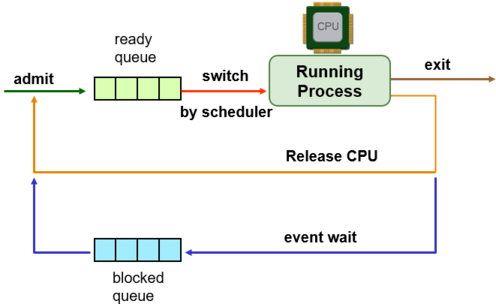 CPU
ready
queue
admit
switch
by scheduler
Running
Process
exit
Release CPU
event wait
blocked
queue